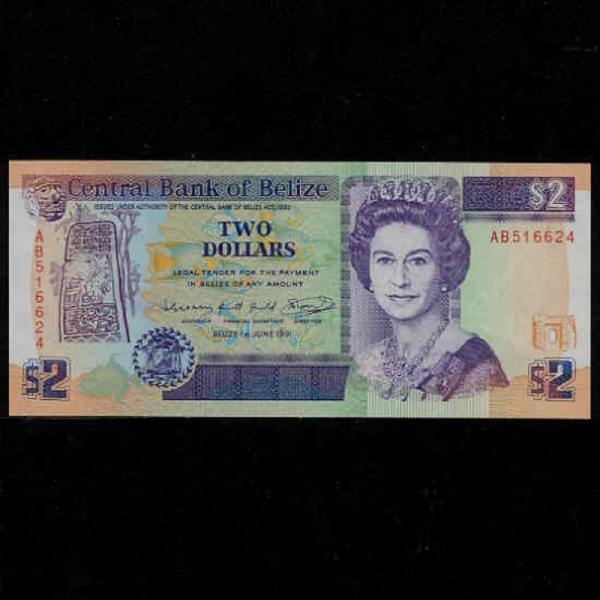 Central Bank of Belize
$2
ISSUED UNDER AUTHORITY OF THE CENTRAL BANK OF BELIZE ACT, 1982
AB516624
TWO
DOLLARS
AB516624
LEGAL TENDER FOR THE PAYMENT
IN BELIZE OF ANY AMOUNT
GOVERNOR FINANCIAL SECRETARY DIRECTOR
BELIZE 1st JUNE 1991
$2
$2